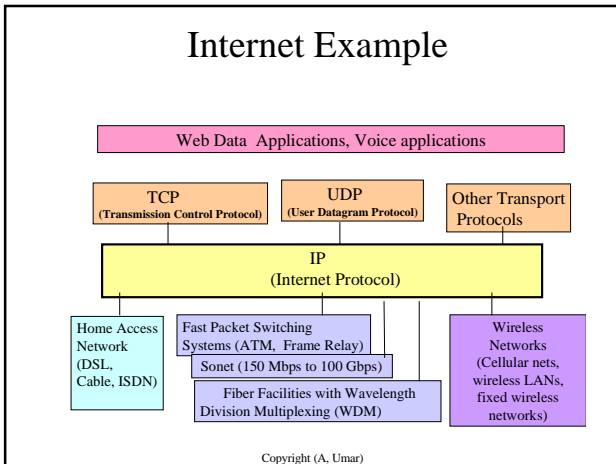 Internet Example
Web Data Applications, Voice applications
TCP
(Transmission Control Protocol)
UDP
(User Datagram Protocol)
Other Transport
Protocols
IP
(Internet Protocol)
Home Access
Network
(DSL,
Cable, ISDN)
Fast Packet Switching
Systems (ATM, Frame Relay)
Sonet (150 Mbps to 100 Gbps)
Fiber Facilities with Wavelength
Division Multiplexing (WDM)
Wireless
Networks
(Cellular nets,
wireless LANs,
fixed wireless
networks)
Copyright (A, Umar)